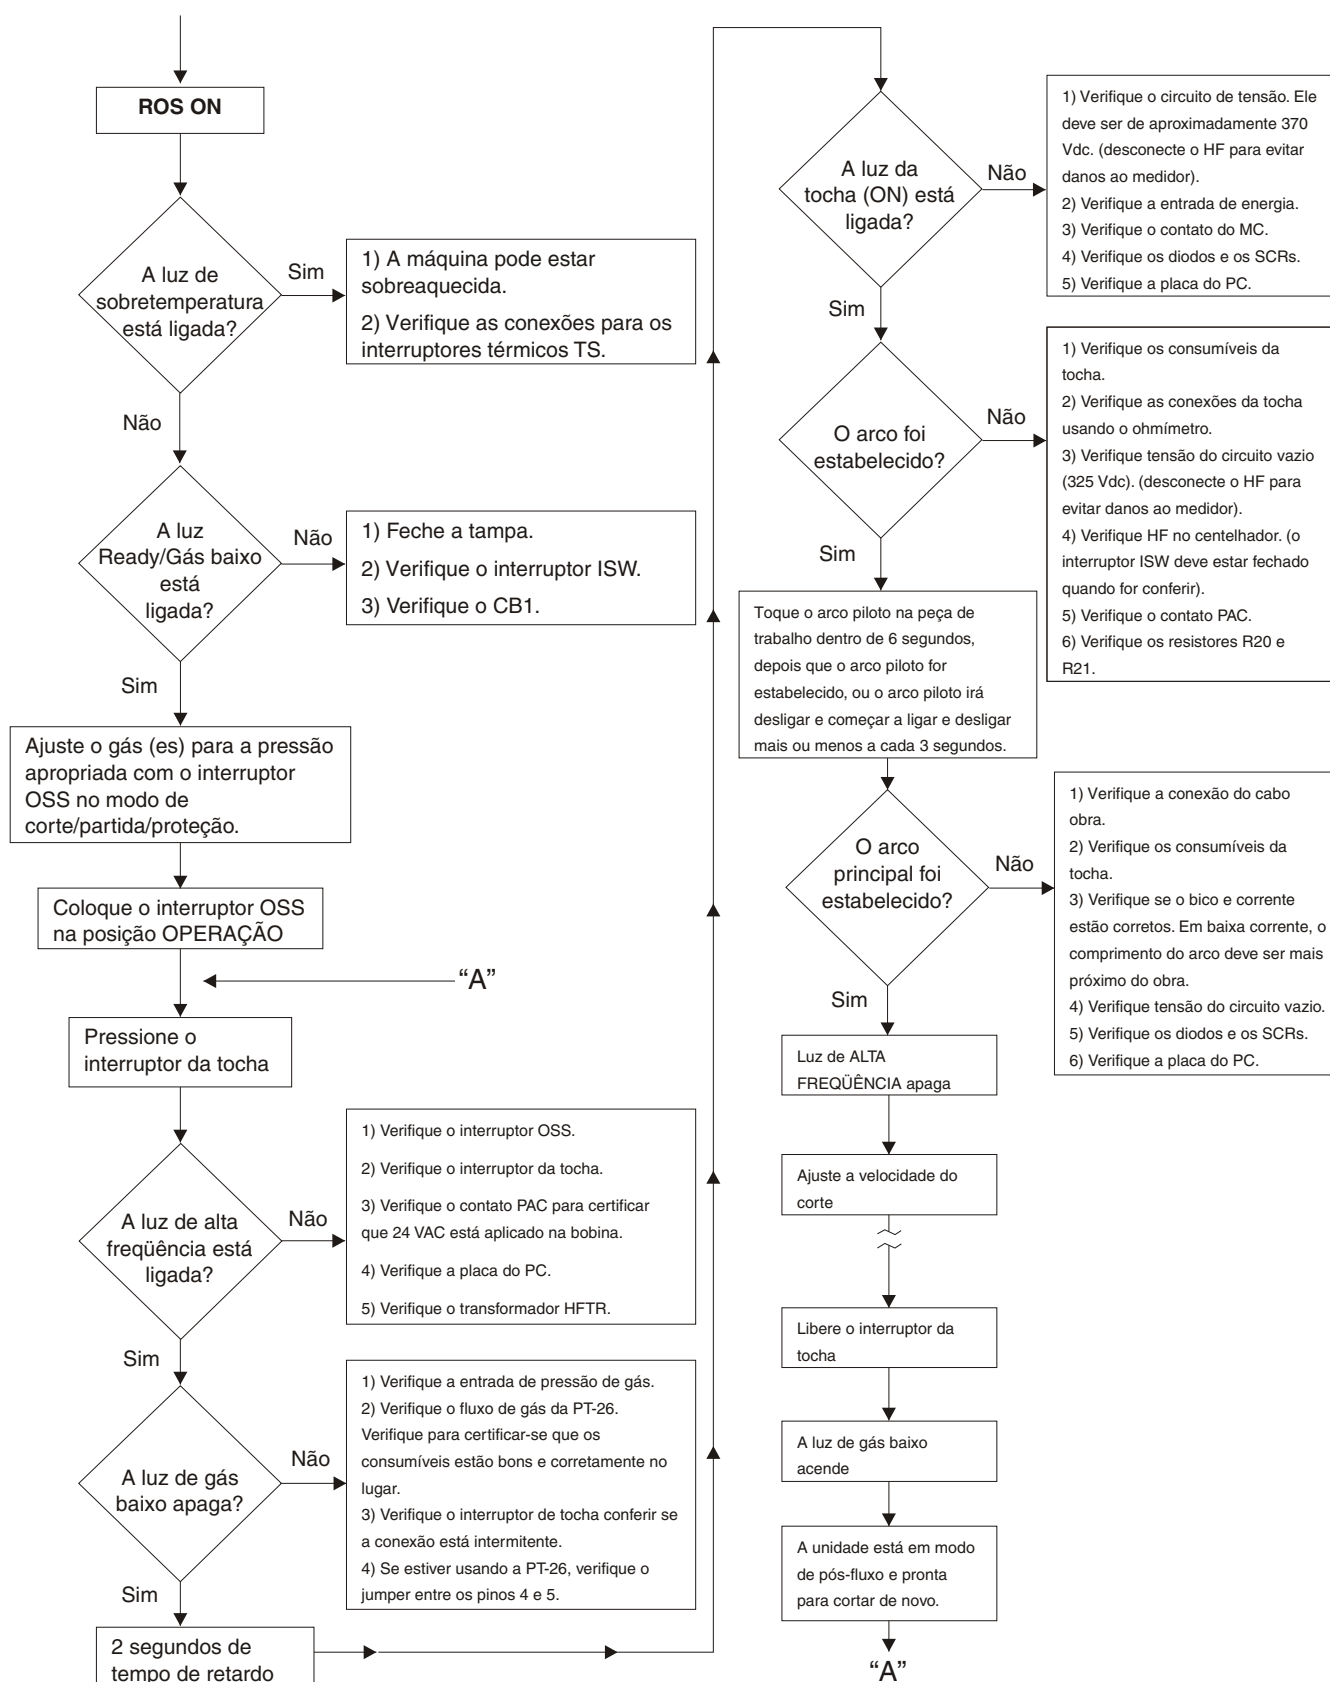 ROS ON
A luz de
sobretemperatura
está ligada?
Sim
1) A máquina pode estar
sobreaquecida.
2) Verifique as conexões para os
interruptores térmicos TS.
Não
A luz
Ready/Gás baixo
está
ligada?
Não
1) Feche a tampa.
2) Verifique o interruptor ISW.
3) Verifique o CB1.
Sim
Ajuste o gás (es) para a pressão
apropriada com o interruptor
OSS no modo de
corte/partida/proteção.
Coloque o interruptor OSS
na posição OPERAÇÃO
“A”
Pressione o
interruptor da tocha
A luz de alta
freqüência está
ligada?
Não
1) Verifique o interruptor OSS.
2) Verifique o interruptor da tocha.
3) Verifique o contato PAC para certificar
que 24 VAC está aplicado na bobina.
4) Verifique a placa do PC.
5) Verifique o transformador HFTR.
Sim
A luz de gás
baixo apaga?
Não
1) Verifique a entrada de pressão de gás.
2) Verifique o fluxo de gás da PT-26.
Verifique para certificar-se que os
consumíveis estão bons e corretamente no
lugar.
3) Verifique o interruptor de tocha conferir se
a conexão está intermitente.
4) Se estiver usando a PT-26, verifique o
jumper entre os pinos 4 e 5.
Sim
2 segundos de
tempo de retardo
A luz da
tocha (ON) está
ligada?
Não
1) Verifique o circuito de tensão. Ele
deve ser de aproximadamente 370
Vdc. (desconecte o HF para evitar
danos ao medidor).
2) Verifique a entrada de energia.
3) Verifique o contato do MC.
4) Verifique os diodos e os SCRs.
5) Verifique a placa do PC.
Sim
O arco foi
estabelecido?
Não
1) Verifique os consumíveis da
tocha.
2) Verifique as conexões da tocha
usando o ohmímetro.
3) Verifique tensão do circuito vazio
(325 Vdc). (desconecte o HF para
evitar danos ao medidor).
4) Verifique HF no centelhador. (o
interruptor ISW deve estar fechado
quando for conferir).
5) Verifique o contato PAC.
6) Verifique os resistores R20 e
R21.
Sim
Toque o arco piloto na peça de
trabalho dentro de 6 segundos,
depois que o arco piloto for
estabelecido, ou o arco piloto irá
desligar e começar a ligar e desligar
mais ou menos a cada 3 segundos.
O arco
principal foi
estabelecido?
Não
1) Verifique a conexão do cabo
obra.
2) Verifique os consumíveis da
tocha.
3) Verifique se o bico e corrente
estão corretos. Em baixa corrente, o
comprimento do arco deve ser mais
próximo do obra.
4) Verifique tensão do circuito vazio.
5) Verifique os diodos e os SCRs.
6) Verifique a placa do PC.
Sim
Luz de ALTA
FREQÜÊNCIA apaga
Ajuste a velocidade do
corte
Libere o interruptor da
tocha
A luz de gás baixo
acende
A unidade está em modo
de pós-fluxo e pronta
para cortar de novo.
“A”